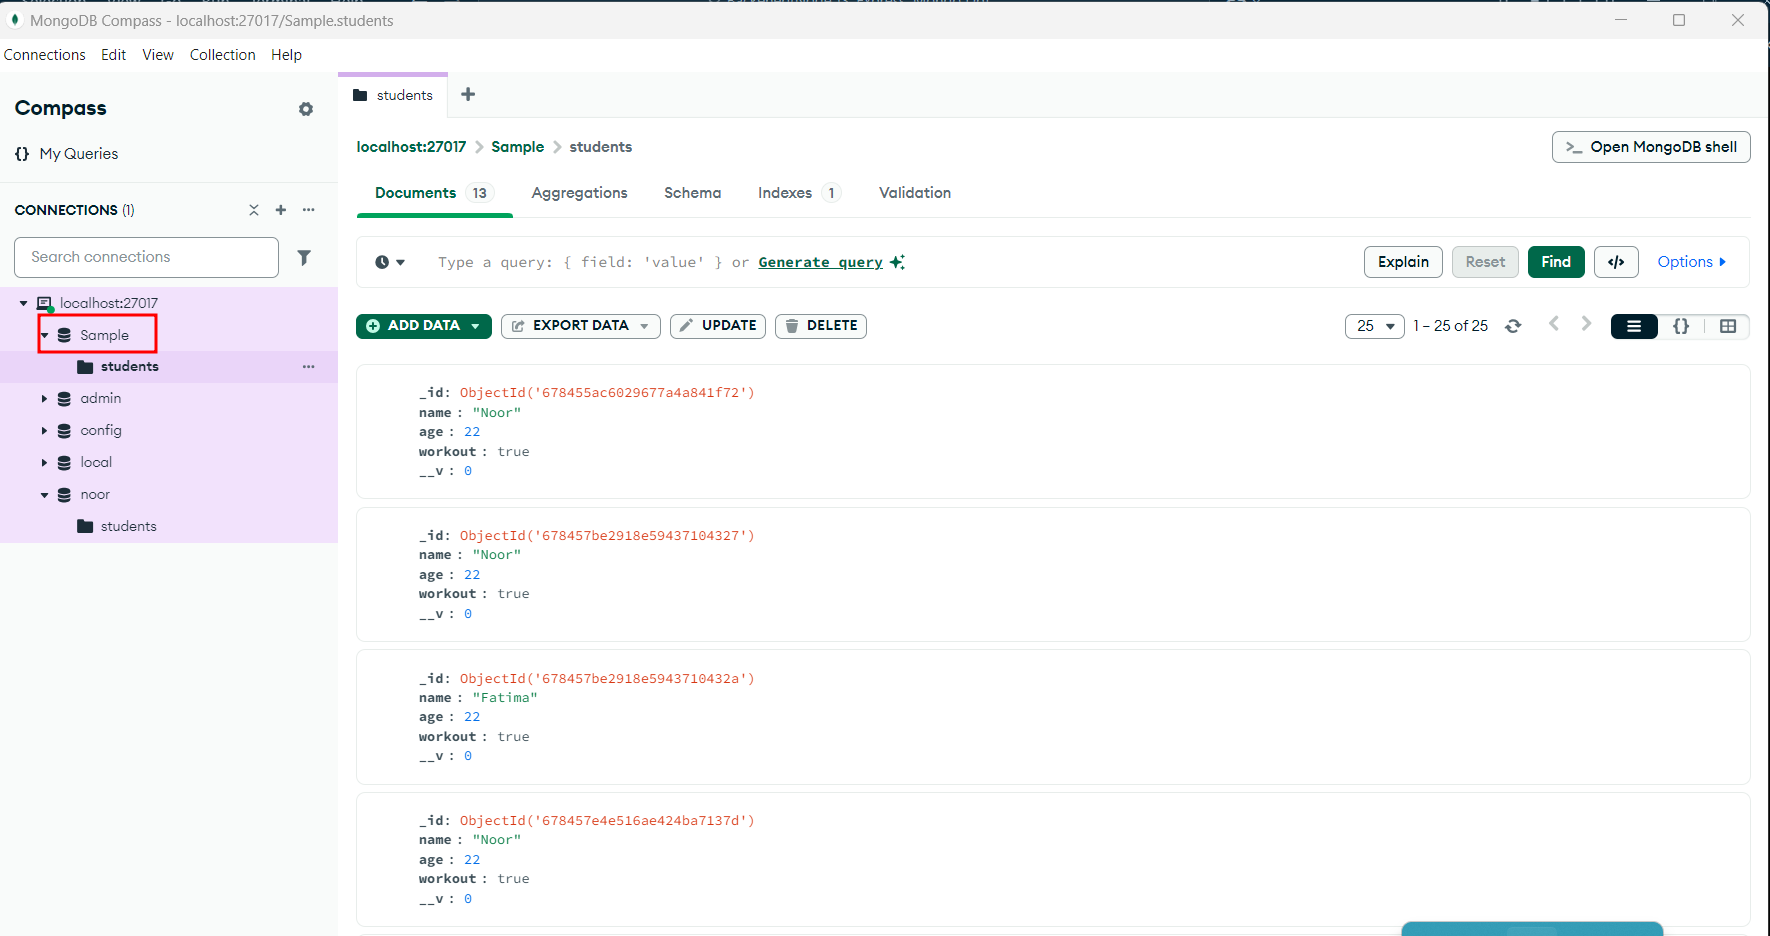 MongoDB Compass - localhost:27017/Sample.students
Connections Edit View Collection Help
Compass
{} My Queries
CONNECTIONS (1)
Search connections
localhost:27017
Sample
students
admin
config
local
noor
students
students
localhost:27017 > Sample > students
>_ Open MongoDB shell
Documents 13 Aggregations Schema Indexes 1 Validation
Type a query: { field: 'value' } or Generate query
Explain Reset Find </> Options
ADD DATA EXPORT DATA UPDATE DELETE
25 1 – 25 of 25 {}
_id: ObjectId('678455ac6029677a4a841f72')
name : "Noor"
age : 22
workout : true
__v : 0
_id: ObjectId('678457be2918e59437104327')
name : "Noor"
age : 22
workout : true
__v : 0
_id: ObjectId('678457be2918e5943710432a')
name : "Fatima"
age : 22
workout : true
__v : 0
_id: ObjectId('678457e4e516ae424ba7137d')
name : "Noor"
age : 22
workout : true
__v : 0